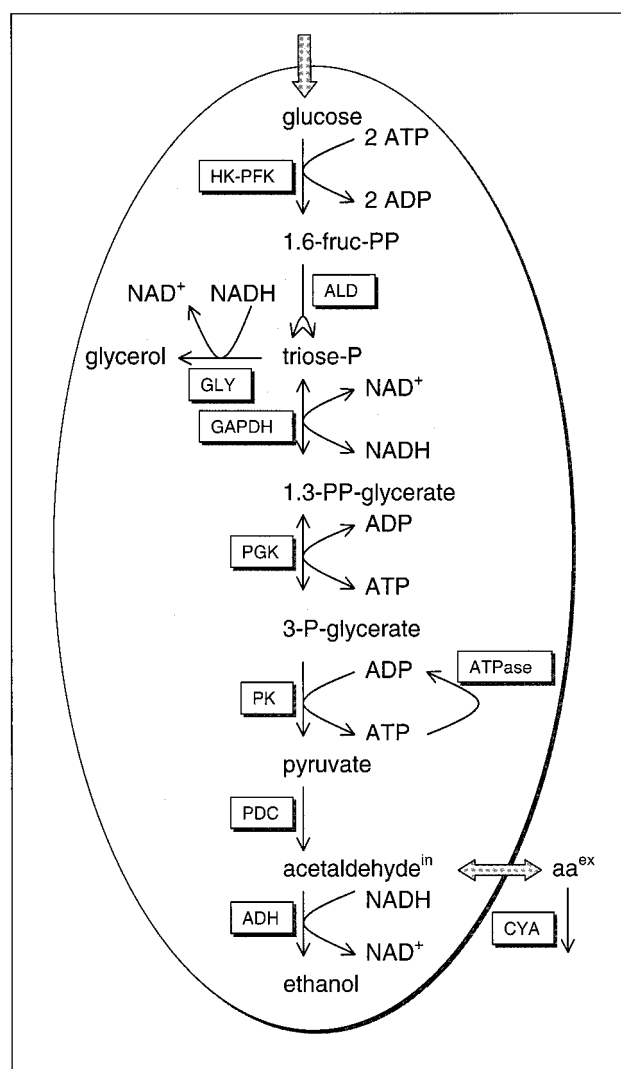 glucose
2 ATP
HK-PFK
2 ADP
1.6-fruc-PP
NAD⁺ NADH
ALD
glycerol triose-P
GLY
NAD⁺
GAPDH
NADH
1.3-PP-glycerate
ADP
PGK
ATP
3-P-glycerate
ADP
ATPase
PK
ATP
pyruvate
PDC
acetaldehydeⁱⁿ aaᵉˣ
NADH
ADH
CYA
NAD⁺
ethanol